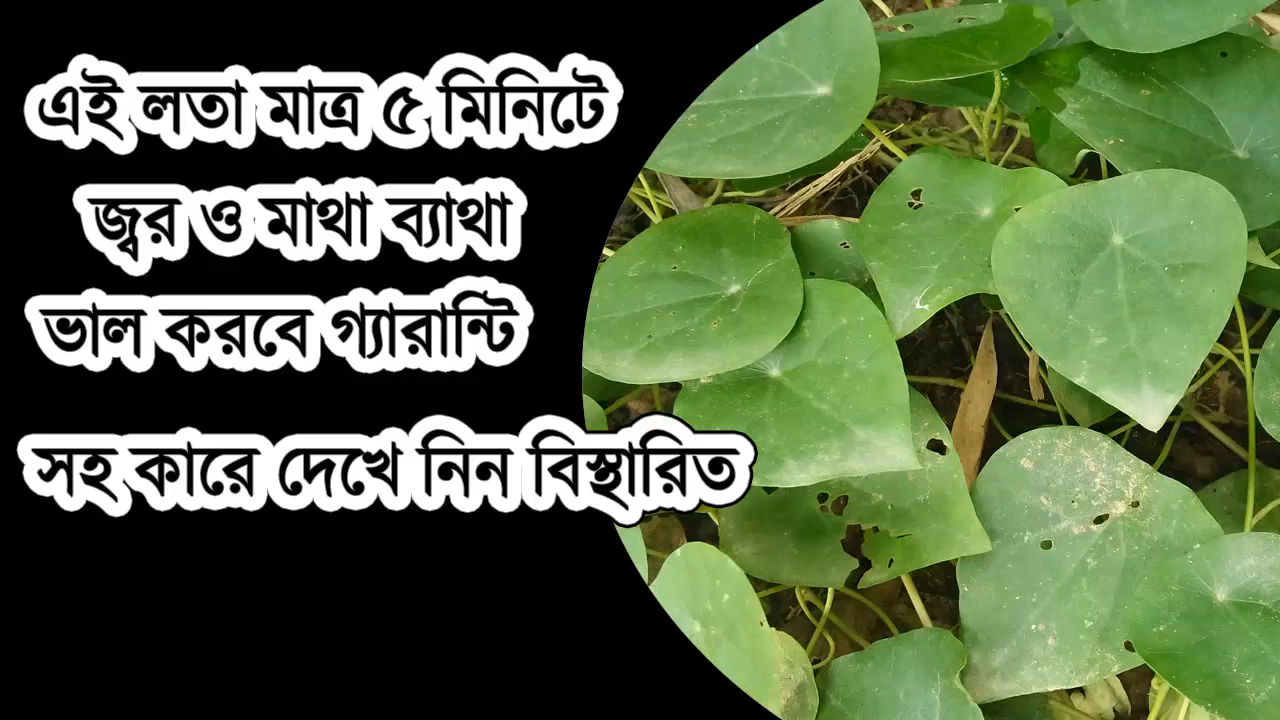 এই লতা মাত্র ৫ মিনিটে
জ্বর ও মাথা ব্যাথা
ভাল করবে গ্যারান্টি
সহ কারে দেখে নিন বিস্থারিত